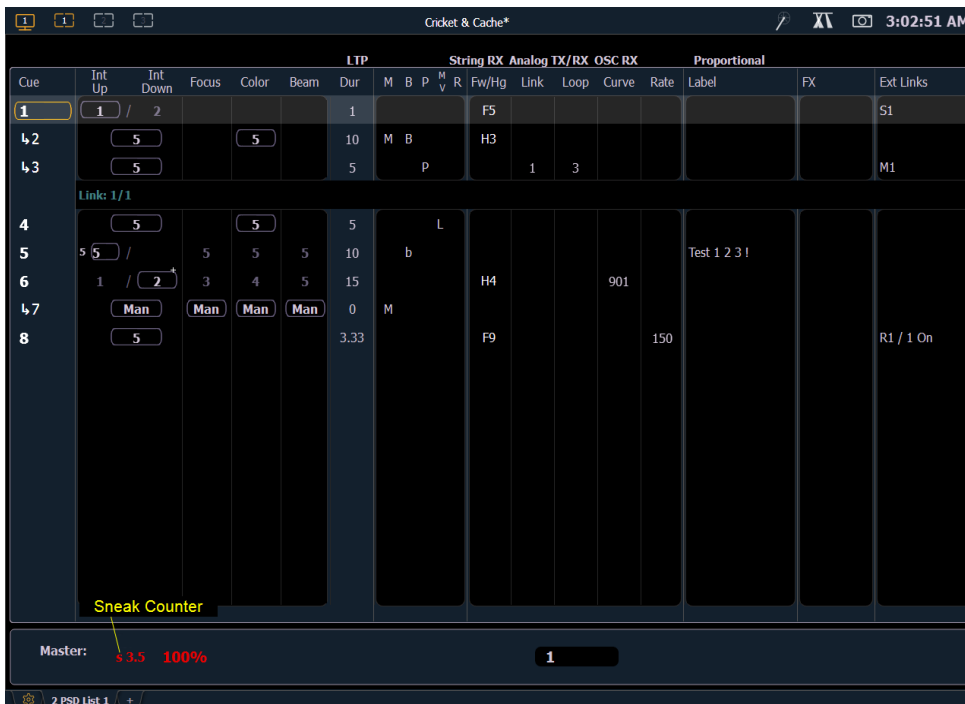 1 1 2 3 Cricket & Cache* 3:02:51 AM
LTP String RX Analog TX/RX OSC RX Proportional
Cue Int Up Int Down Focus Color Beam Dur M B P MV R Fw/Hg Link Loop Curve Rate Label FX Ext Links
1 1 / 2 1 F5 S1
↳2 5 5 10 M B H3
↳3 5 5 P 1 3 M1
Link: 1/1
4 5 5 5 L
5 5 5 / 5 5 5 10 b Test 1 2 3 !
6 1 / 2 + 3 4 5 15 H4 901
↳7 Man Man Man Man 0 M
8 5 3.33 F9 150 R1 / 1 On
Sneak Counter
Master: s 3.5 100% 1
2 PSD List 1 +